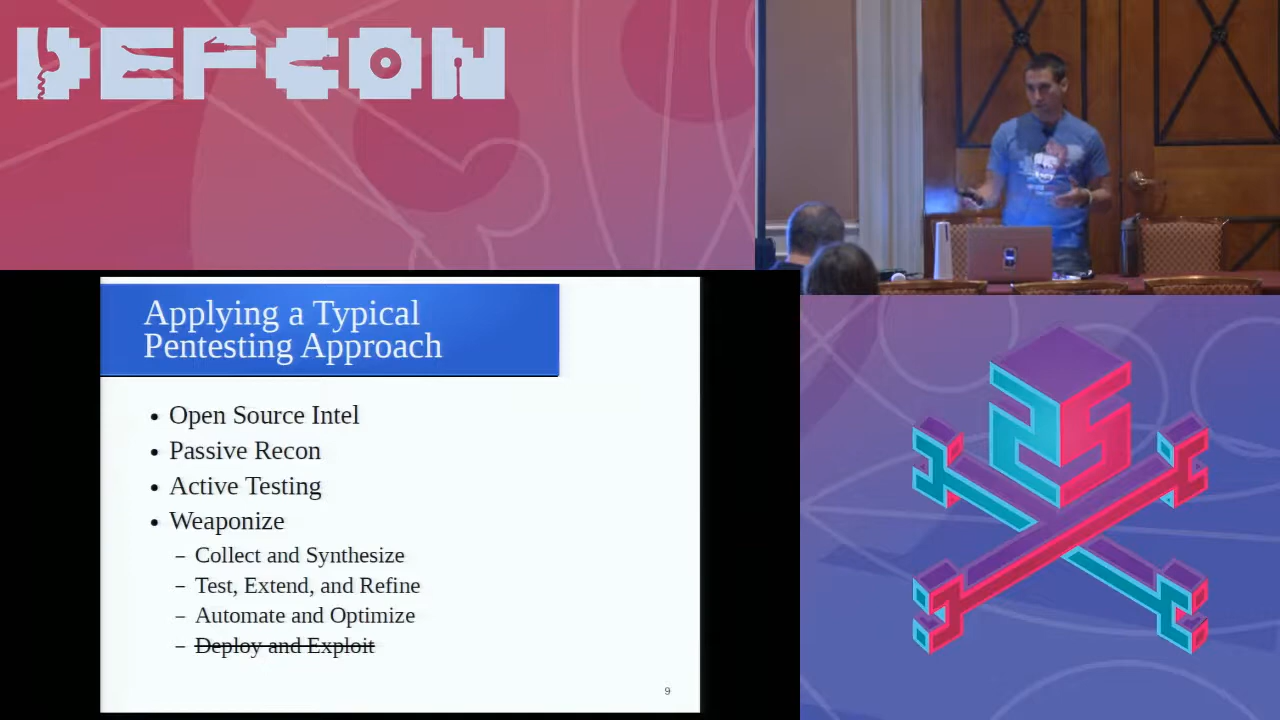 DEFCON
Applying a Typical
Pentesting Approach
• Open Source Intel
• Passive Recon
• Active Testing
• Weaponize
– Collect and Synthesize
– Test, Extend, and Refine
– Automate and Optimize
– Deploy and Exploit
9
25